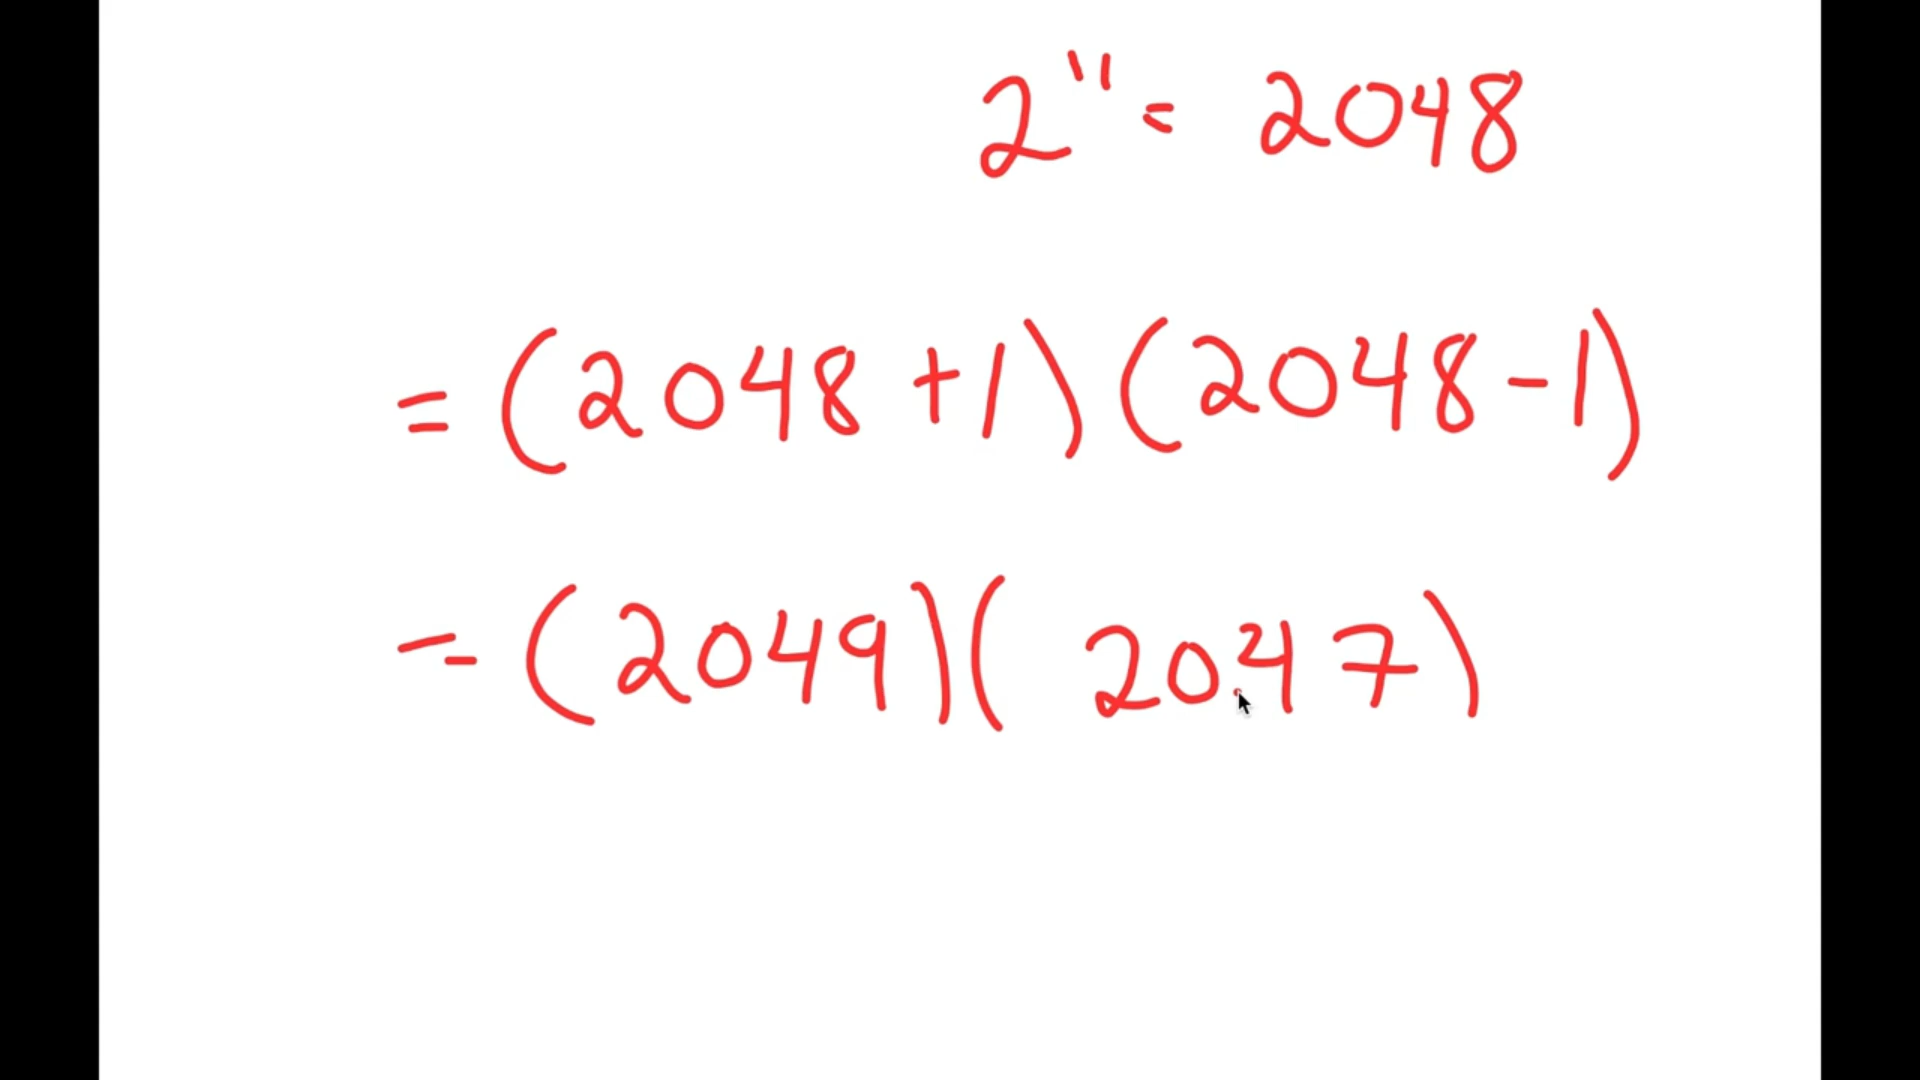 2¹¹ = 2048
= (2048 + 1) (2048 - 1)
= (2049) (2047)